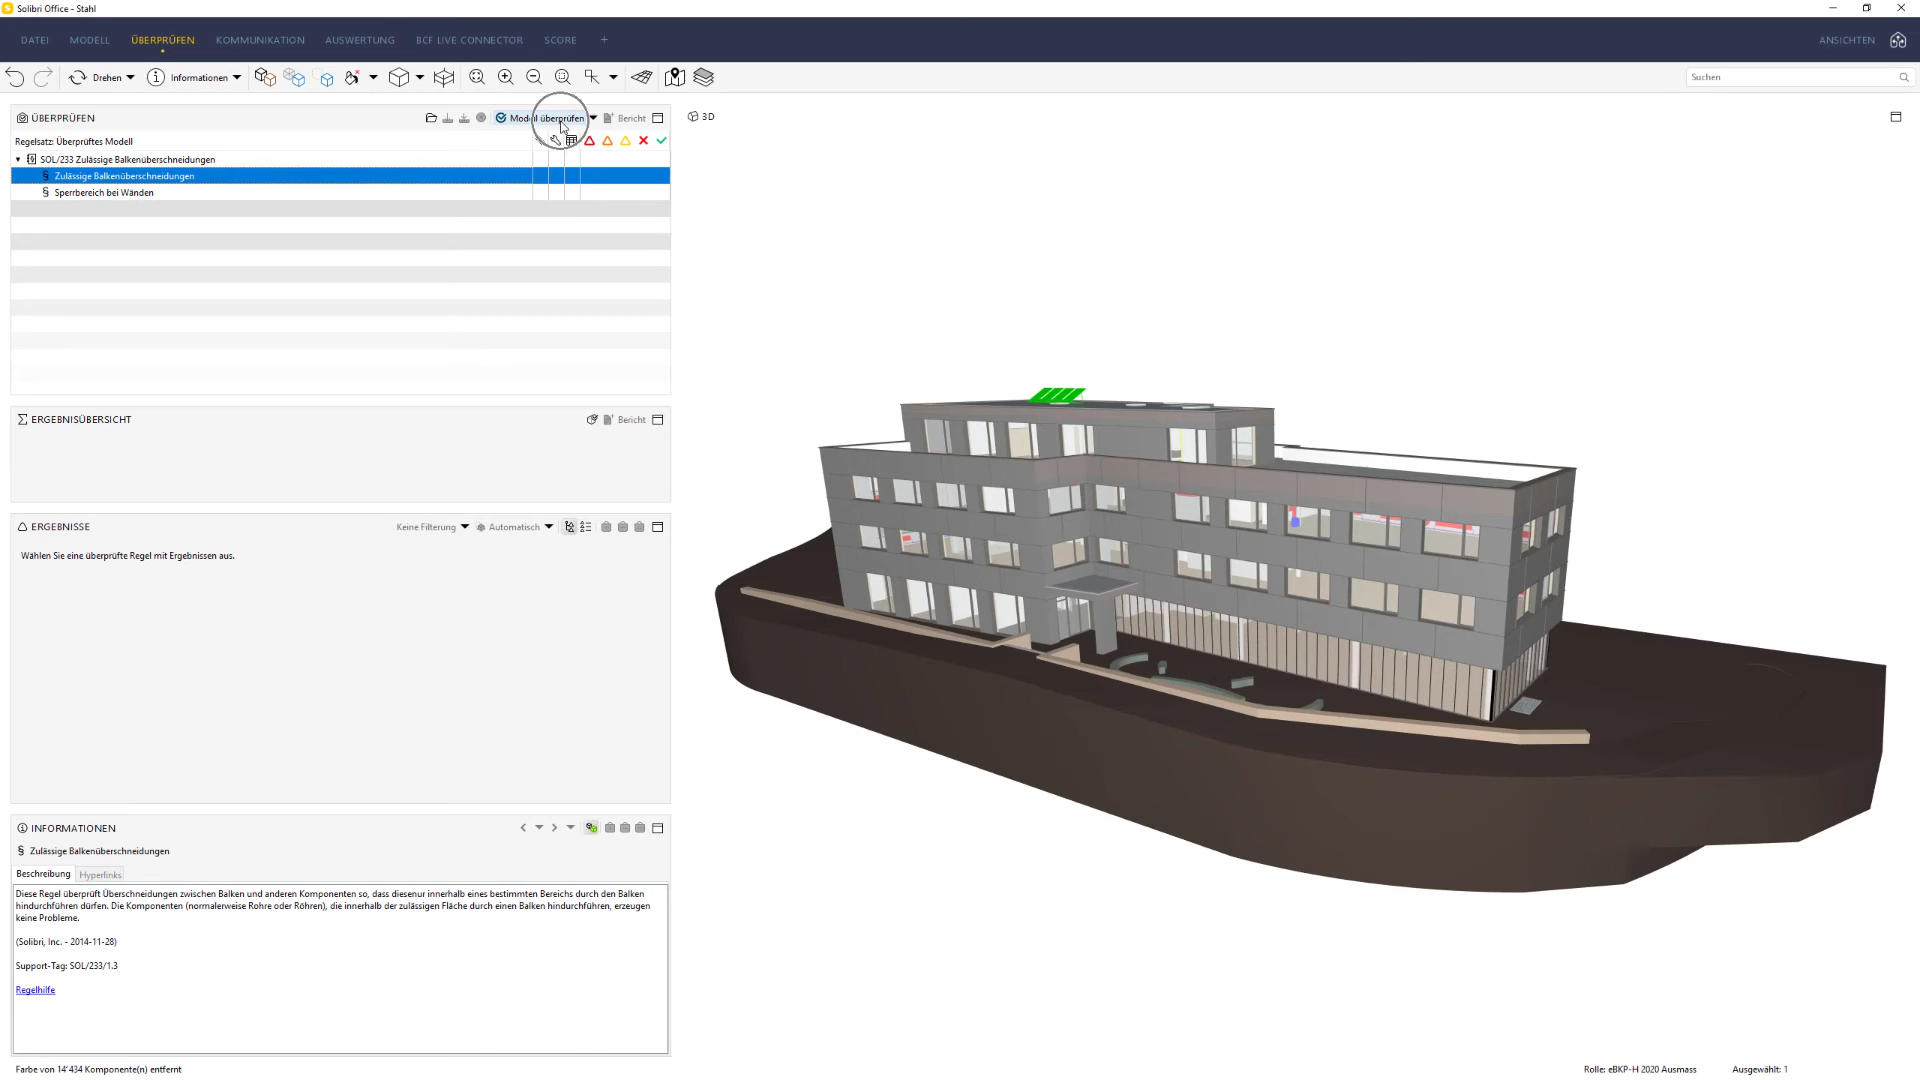 Solibri Office - Stahl
DATEI MODELL ÜBERPRÜFEN KOMMUNIKATION AUSWERTUNG BCF LIVE CONNECTOR SCORE + ANSICHTEN
Drehen Informationen Suchen
ÜBERPRÜFEN Modell überprüfen Bericht
3D
Regelsatz: Überprüftes Modell
SOL/233 Zulässige Balkenüberschneidungen
§ Zulässige Balkenüberschneidungen
§ Sperrbereich bei Wänden
ERGEBNISÜBERSICHT Bericht
ERGEBNISSE Keine Filterung Automatisch
Wählen Sie eine überprüfte Regel mit Ergebnissen aus.
INFORMATIONEN
§ Zulässige Balkenüberschneidungen
Beschreibung Hyperlinks
Diese Regel überprüft Überschneidungen zwischen Balken und anderen Komponenten so, dass diesenur innerhalb eines bestimmten Bereichs durch den Balken
hindurchführen dürfen. Die Komponenten (normalerweise Rohre oder Röhren), die innerhalb der zulässigen Fläche durch einen Balken hindurchführen, erzeugen
keine Probleme.
(Solibri, Inc. - 2014-11-28)
Support-Tag: SOL/233/1.3
Regelhilfe
Farbe von 14'434 Komponente(n) entfernt Rolle: eBKP-H 2020 Ausmass Ausgewählt: 1